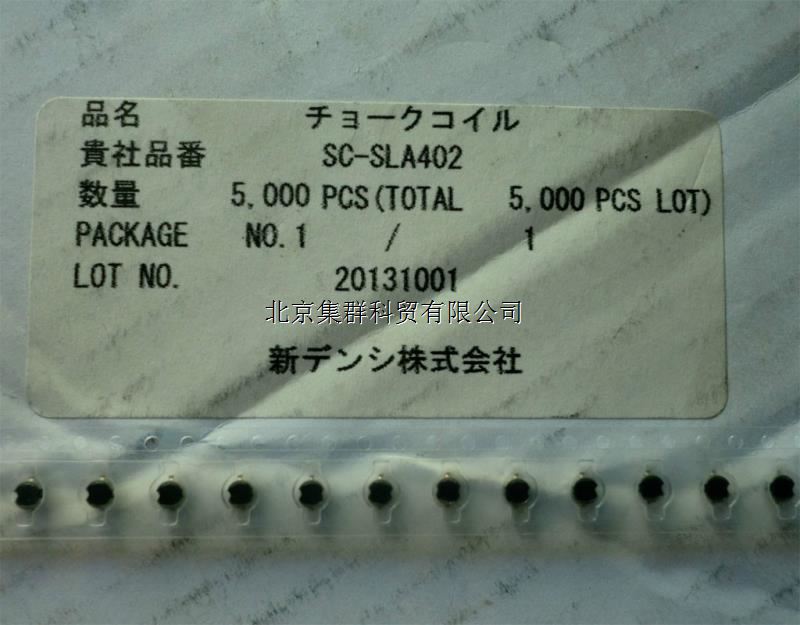 品名 チョークコイル
貴社品番 SC-SLA402
数量 5,000 PCS(TOTAL 5,000 PCS LOT)
PACKAGE NO.1 / 1
LOT NO. 20131001
北京集群科贸有限公司
新デンシ株式会社